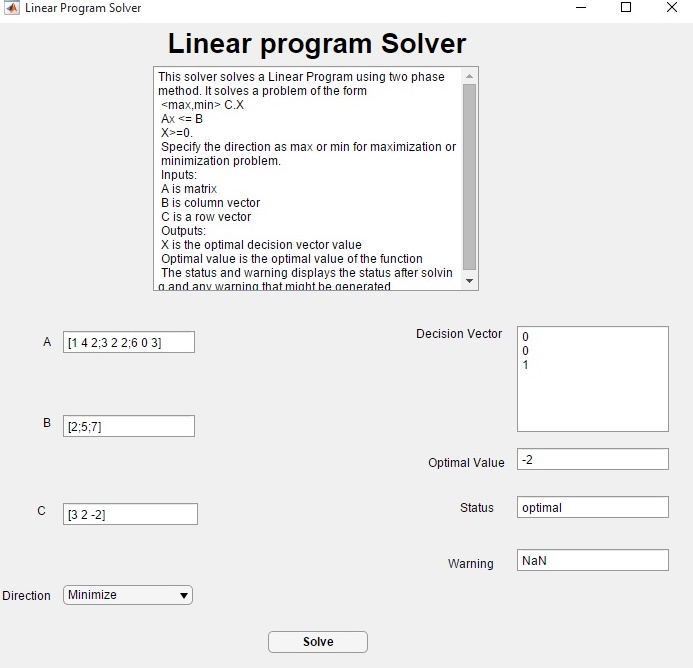 Linear Program Solver
Linear program Solver
This solver solves a Linear Program using two phase
method. It solves a problem of the form
<max,min> C.X
Ax <= B
X>=0.
Specify the direction as max or min for maximization or
minimization problem.
Inputs:
A is matrix
B is column vector
C is a row vector
Outputs:
X is the optimal decision vector value
Optimal value is the optimal value of the function
The status and warning displays the status after solvin
g and any warning that might be generated
A [1 4 2;3 2 2;6 0 3]
B [2;5;7]
C [3 2 -2]
Direction Minimize
Decision Vector
0
0
1
Optimal Value -2
Status optimal
Warning NaN
Solve